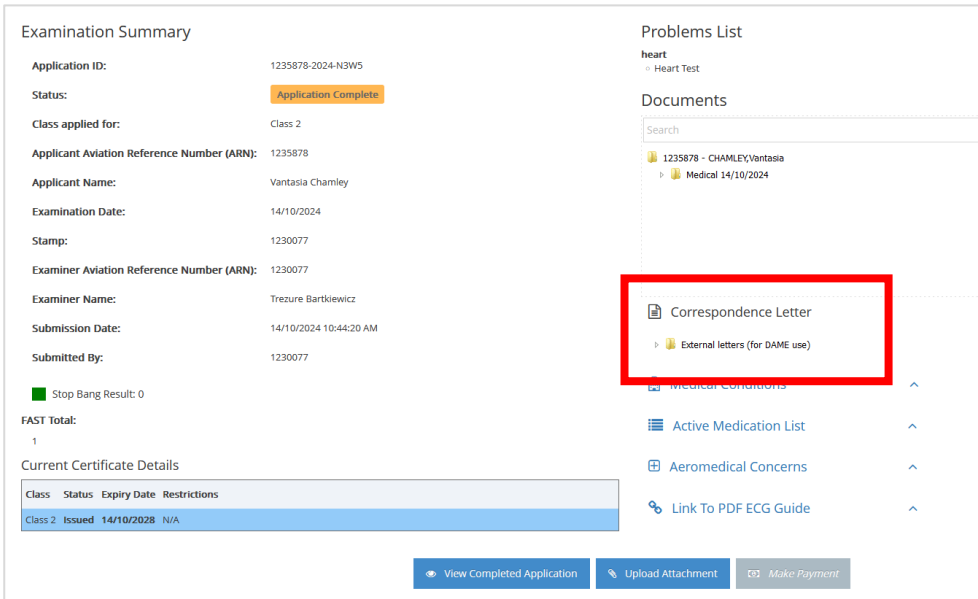 Examination Summary
Application ID: 1235878-2024-N3W5
Status: Application Complete
Class applied for: Class 2
Applicant Aviation Reference Number (ARN): 1235878
Applicant Name: Vantasia Chamley
Examination Date: 14/10/2024
Stamp: 1230077
Examiner Aviation Reference Number (ARN): 1230077
Examiner Name: Trezure Bartkiewicz
Submission Date: 14/10/2024 10:44:20 AM
Submitted By: 1230077
Stop Bang Result: 0
FAST Total:
1
Current Certificate Details
Class Status Expiry Date Restrictions
Class 2 Issued 14/10/2028 N/A
Problems List
heart
Heart Test
Documents
Search
1235878 - CHAMLEY,Vantasia
Medical 14/10/2024
Correspondence Letter
External letters (for DAME use)
Medical Conditions
Active Medication List
Aeromedical Concerns
Link To PDF ECG Guide
View Completed Application
Upload Attachment
Make Payment